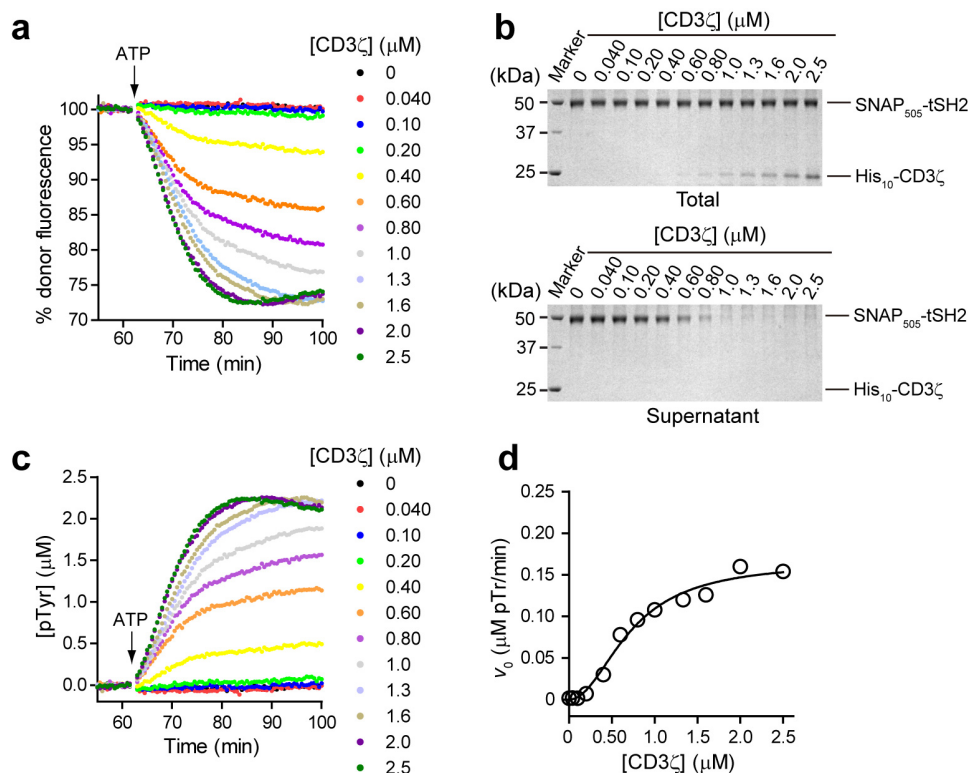 a
[CD3ζ] (μM)
ATP
0
0.040
0.10
0.20
0.40
0.60
0.80
1.0
1.3
1.6
2.0
2.5
100
95
90
85
80
75
70
% donor fluorescence
60 70 80 90 100
Time (min)
b
[CD3ζ] (μM)
(kDa) Marker 0 0.040 0.10 0.20 0.40 0.60 0.80 1.0 1.3 1.6 2.0 2.5
50 SNAP505-tSH2
37
25 His10-CD3ζ
Total
[CD3ζ] (μM)
(kDa) Marker 0 0.040 0.10 0.20 0.40 0.60 0.80 1.0 1.3 1.6 2.0 2.5
50 SNAP505-tSH2
37
25 His10-CD3ζ
Supernatant
c
[CD3ζ] (μM)
0
0.040
0.10
0.20
0.40
0.60
0.80
1.0
1.3
1.6
2.0
2.5
2.5
2.0
1.5
1.0
0.5
0.0
[pTyr] (μM)
ATP
60 70 80 90 100
Time (min)
d
0.25
0.20
0.15
0.10
0.05
0
v0 (μM pTr/min)
0 0.50 1.0 1.5 2.0 2.5
[CD3ζ] (μM)